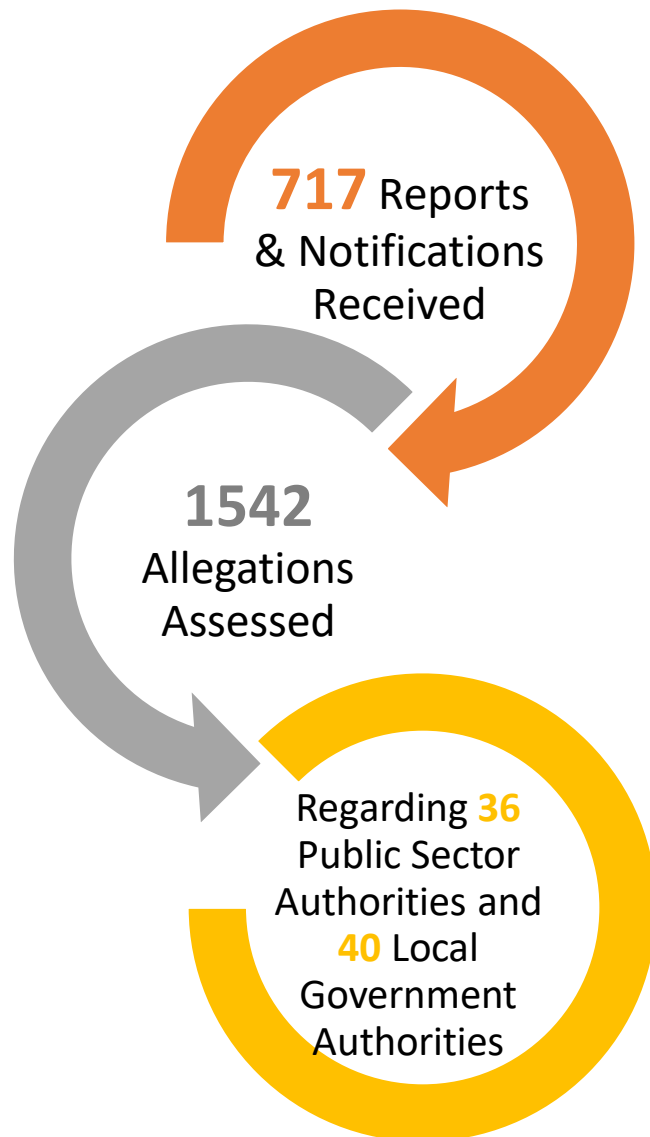 717 Reports
& Notifications
Received
1542
Allegations
Assessed
Regarding 36
Public Sector
Authorities and
40 Local
Government
Authorities